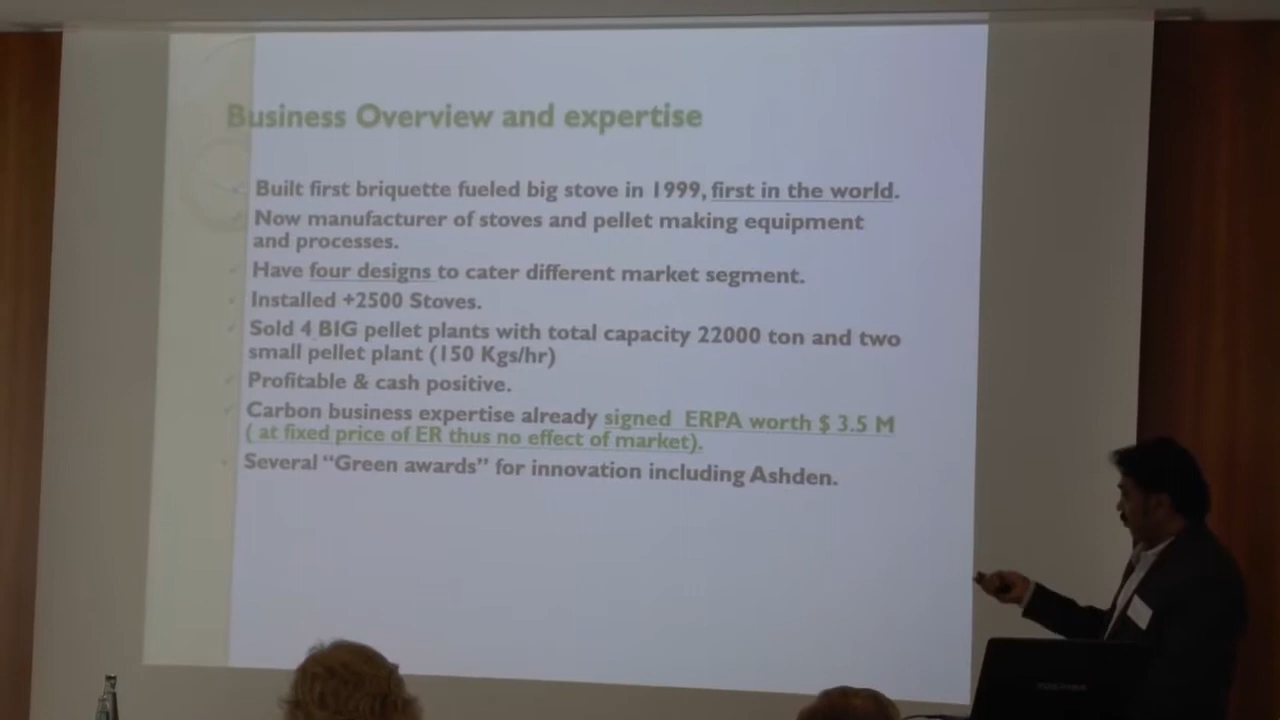 Business Overview and expertise
Built first briquette fueled big stove in 1999, first in the world.
Now manufacturer of stoves and pellet making equipment
and processes.
Have four designs to cater different market segment.
Installed +2500 Stoves.
Sold 4 BIG pellet plants with total capacity 22000 ton and two
small pellet plant (150 Kgs/hr)
Profitable & cash positive.
Carbon business expertise already signed ERPA worth $ 3.5 M
( at fixed price of ER thus no effect of market).
Several “Green awards” for innovation including Ashden.
TOSHIBA